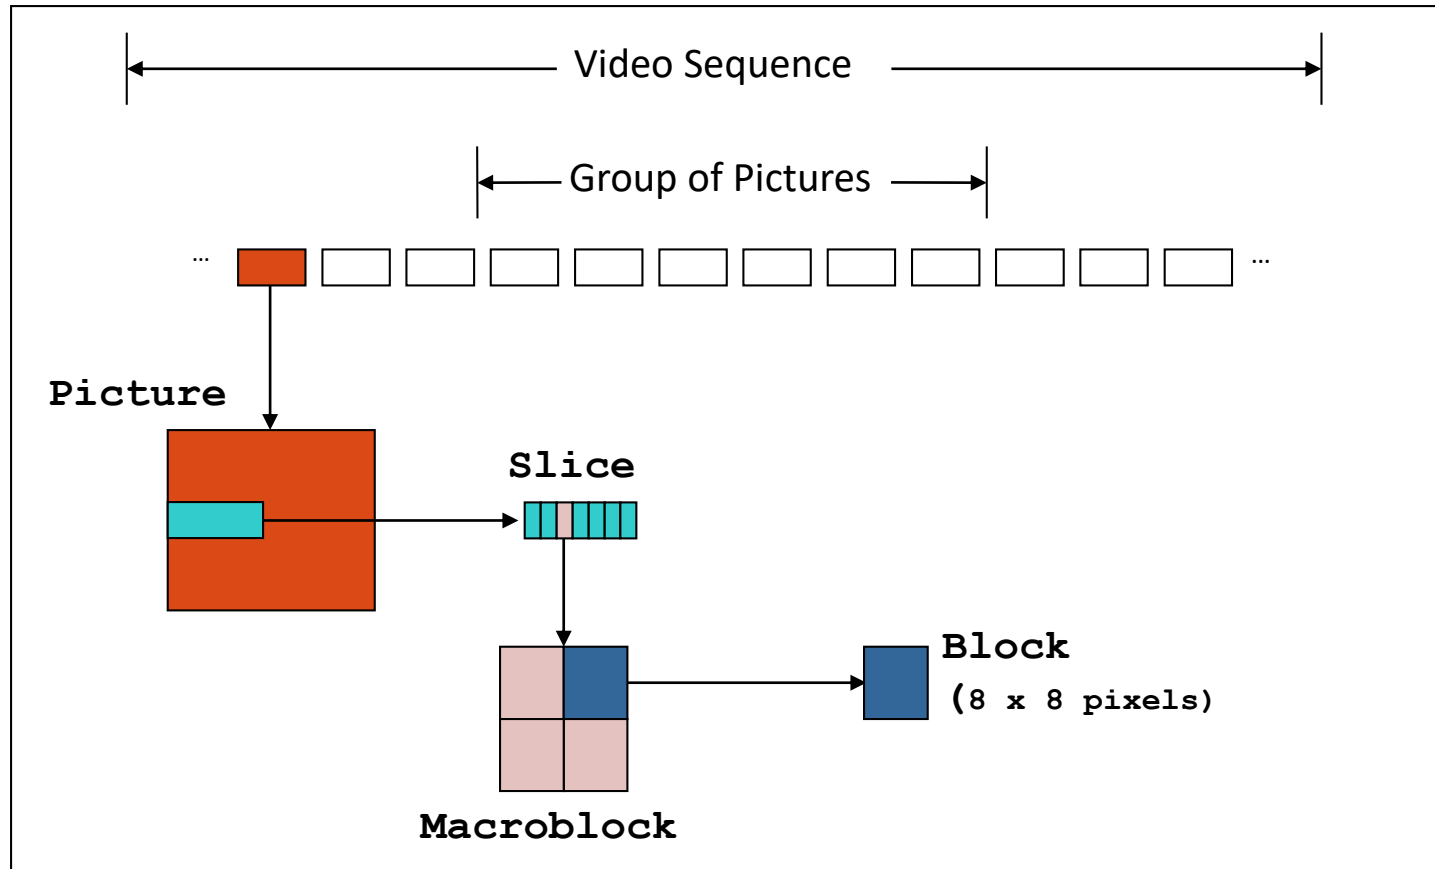 Video Sequence
Group of Pictures
... ...
Picture
Slice
Block
(8 x 8 pixels)
Macroblock